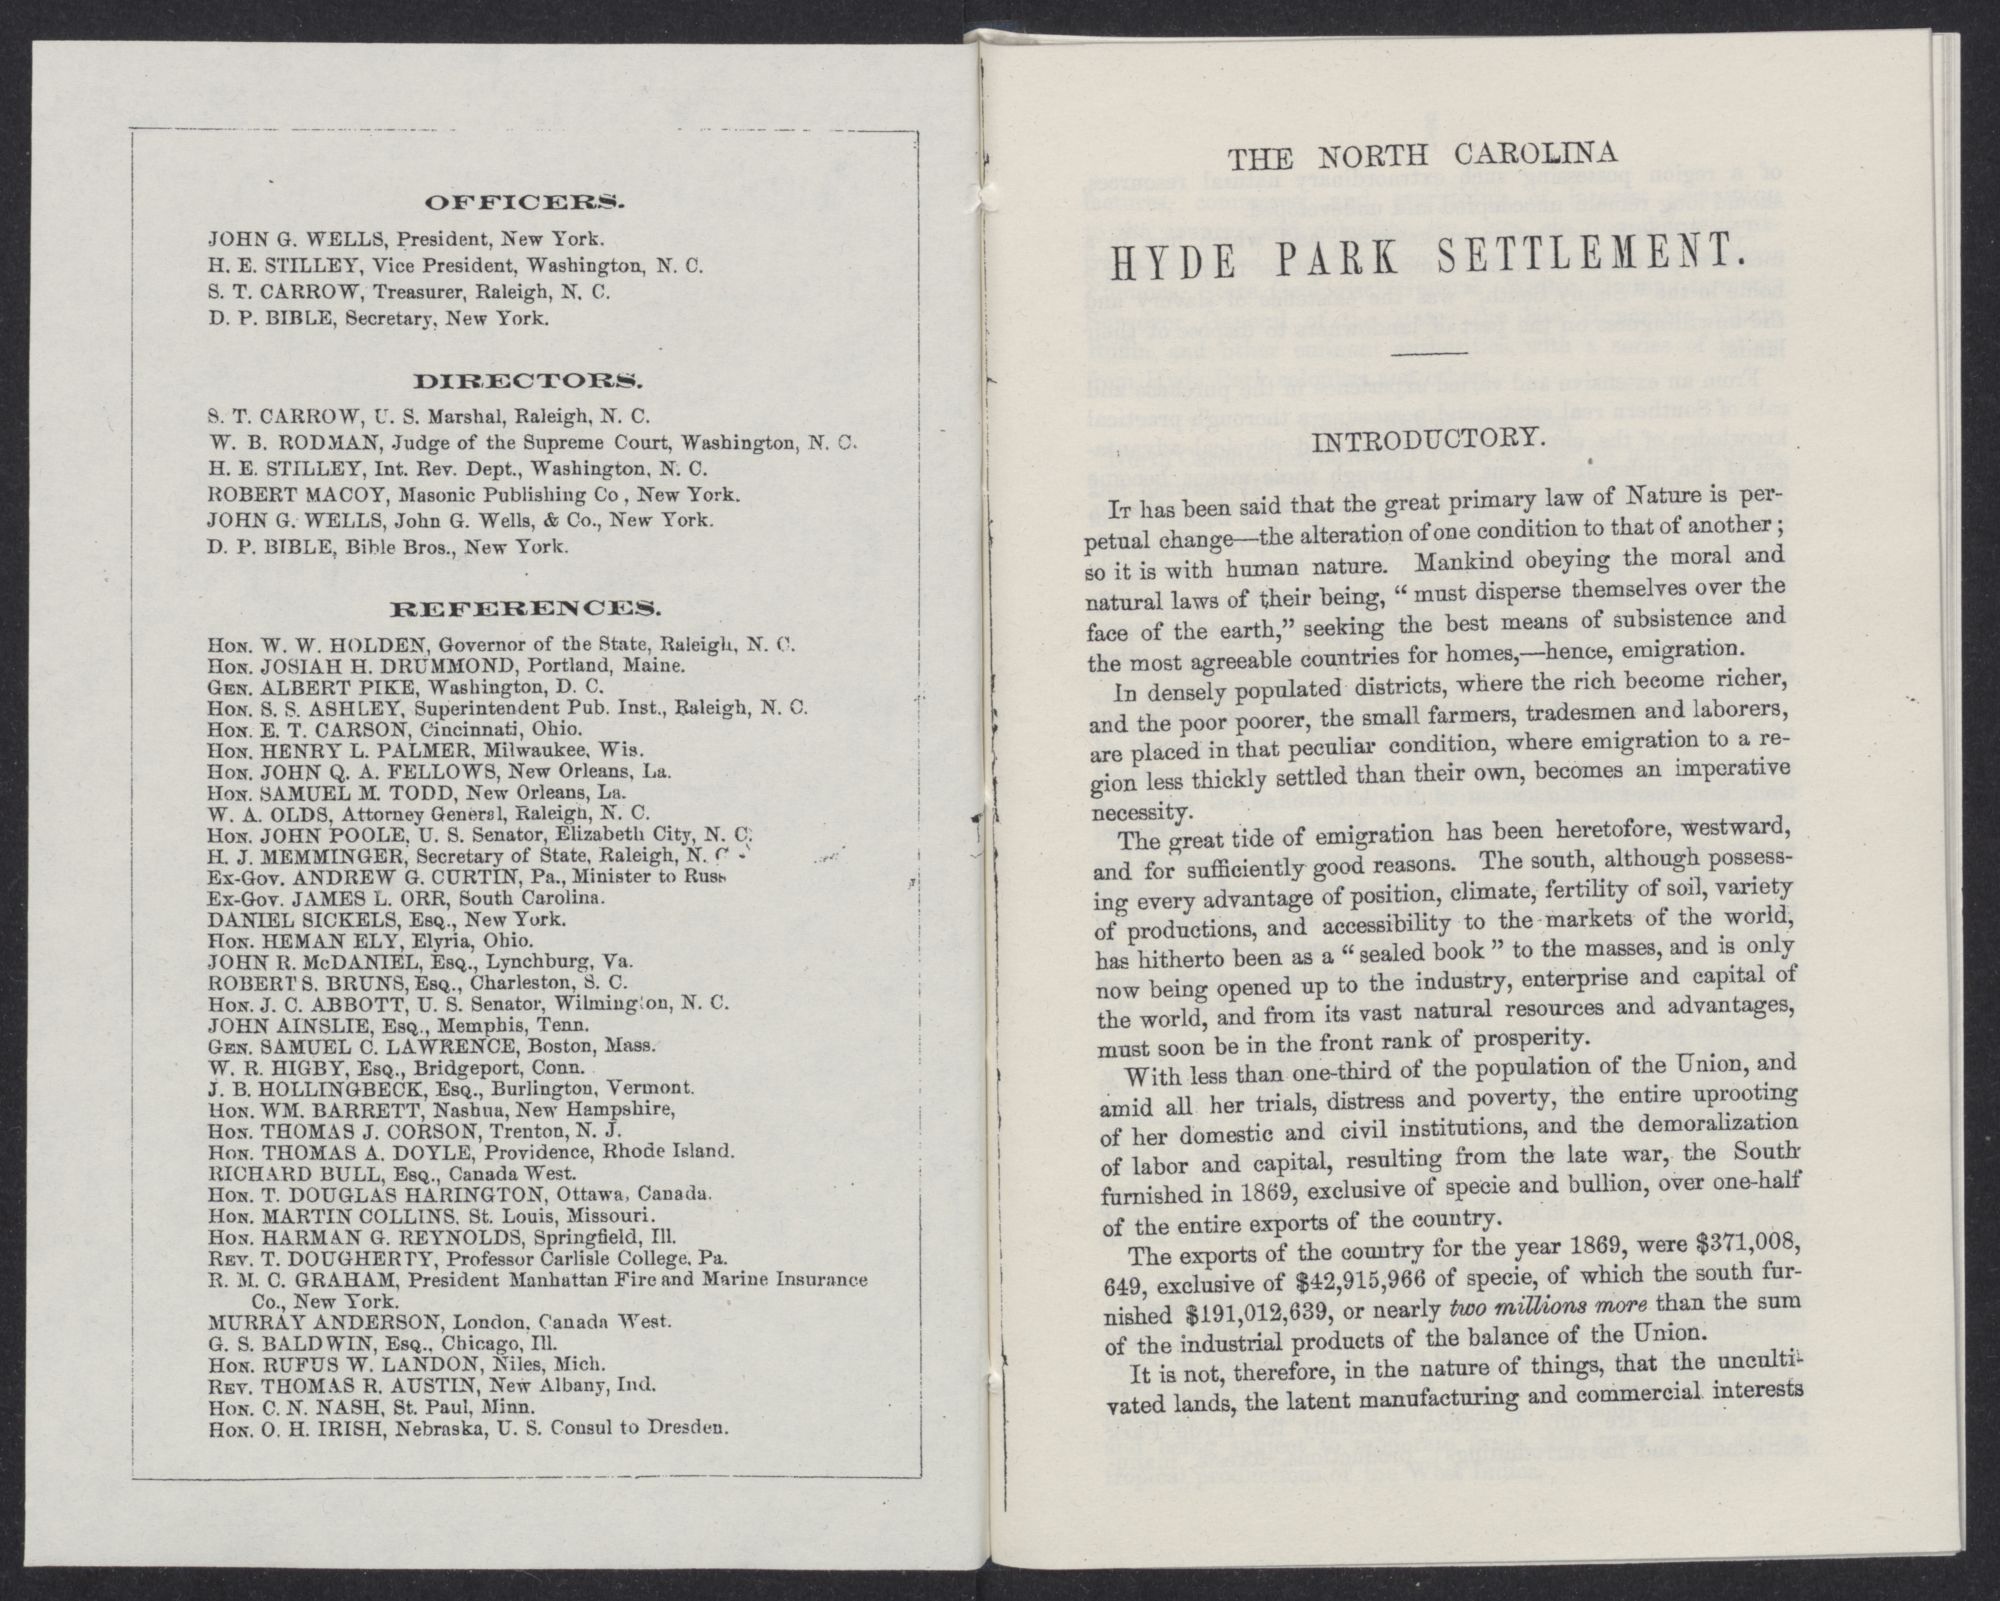 OFFICERS.
JOHN G. WELLS, President, New York.
H. E. STILLEY, Vice President, Washington, N. C.
S. T. CARROW, Treasurer, Raleigh, N. C.
D. P. BIBLE, Secretary, New York.
DIRECTORS.
S. T. CARROW, U. S. Marshal, Raleigh, N. C.
W. B. RODMAN, Judge of the Supreme Court, Washington, N. C.
H. E. STILLEY, Int. Rev. Dept., Washington, N. C.
ROBERT MACOY, Masonic Publishing Co, New York.
JOHN G. WELLS, John G. Wells, & Co., New York.
D. P. BIBLE, Bible Bros., New York.
REFERENCES.
HON. W. W. HOLDEN, Governor of the State, Raleigh, N. C.
HON. JOSIAH H. DRUMMOND, Portland, Maine.
GEN. ALBERT PIKE, Washington, D. C.
HON. S. S. ASHLEY, Superintendent Pub. Inst., Raleigh, N. C.
HON. E. T. CARSON, Cincinnati, Ohio.
HON. HENRY L. PALMER, Milwaukee, Wis.
HON. JOHN Q. A. FELLOWS, New Orleans, La.
HON. SAMUEL M. TODD, New Orleans, La.
W. A. OLDS, Attorney General, Raleigh, N. C.
HON. JOHN POOLE, U. S. Senator, Elizabeth City, N. C.
H. J. MEMMINGER, Secretary of State, Raleigh, N. C
EX-GOV. ANDREW G. CURTIN, Pa., Minister to
EX-GOV. JAMES L. ORR, South Carolina.
DANIEL SICKELS, ESQ., New York.
HON. HEMAN ELY, Elyria, Ohio.
JOHN R. McDANIEL, ESQ., Lynchburg, Va.
ROBERT S. BRUNS, ESQ., Charleston, S. C.
HON. J. C. ABBOTT, U. S. Senator, Wilmington, N. C.
JOHN AINSLIE, ESQ., Memphis, Tenn.
GEN. SAMUEL C. LAWRENCE, Boston, Mass.
W. R. HIGBY, ESQ., Bridgeport, Conn.
J. B. HOLLINGBECK, ESQ., Burlington, Vermont.
HON. WM. BARRETT, Nashua, New Hampshire,
HON. THOMAS J. CORSON, Trenton, N. J.
HON. THOMAS A. DOYLE, Providence, Rhode Island.
RICHARD BULL, ESQ., Canada West.
HON. T. DOUGLAS HARINGTON, Ottawa, Canada.
HON. MARTIN COLLINS, St. Louis, Missouri.
HON. HARMAN G. REYNOLDS, Springfield, Ill.
REV. T. DOUGHERTY, Professor Carlisle College, Pa.
R. M. C. GRAHAM, President Manhattan Fire and Marine Insurance
Co., New York.
MURRAY ANDERSON, London, Canada West.
G. S. BALDWIN, ESQ., Chicago, Ill.
HON. RUFUS W. LANDON, Niles, Mich.
REV. THOMAS R. AUSTIN, New Albany, Ind.
HON. C. N. NASH, St. Paul, Minn.
HON. O. H. IRISH, Nebraska, U. S. Consul to Dresden.
THE NORTH CAROLINA
HYDE PARK SETTLEMENT.
INTRODUCTORY.
IT has been said that the great primary law of Nature is per-
petual change—the alteration of one condition to that of another;
so it is with human nature. Mankind obeying the moral and
natural laws of their being, "must disperse themselves over the
face of the earth," seeking the best means of subsistence and
the most agreeable countries for homes,—hence, emigration.
In densely populated districts, where the rich become richer,
and the poor poorer, the small farmers, tradesmen and laborers,
are placed in that peculiar condition, where emigration to a re-
gion less thickly settled than their own, becomes an imperative
necessity.
The great tide of emigration has been heretofore, westward,
and for sufficiently good reasons. The south, although possess-
ing every advantage of position, climate, fertility of soil, variety
of productions, and accessibility to the markets of the world,
has hitherto been as a "sealed book" to the masses, and is only
now being opened up to the industry, enterprise and capital of
the world, and from its vast natural resources and advantages,
must soon be in the front rank of prosperity.
With less than one-third of the population of the Union, and
amid all her trials, distress and poverty, the entire uprooting
of her domestic and civil institutions, and the demoralization
of labor and capital, resulting from the late war, the South
furnished in 1869, exclusive of specie and bullion, over one-half
of the entire exports of the country.
The exports of the country for the year 1869, were $371,008,
649, exclusive of $42,915,966 of specie, of which the south fur-
nished $191,012,639, or nearly two millions more than the sum
of the industrial products of the balance of the Union.
It is not, therefore, in the nature of things, that the unculti-
vated lands, the latent manufacturing and commercial interests